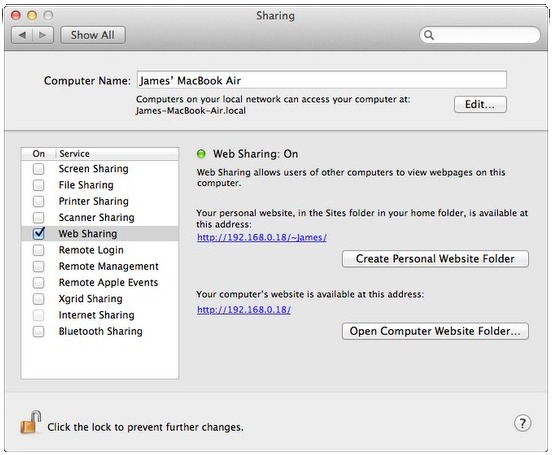 Sharing
Show All
Computer Name: James’ MacBook Air
Computers on your local network can access your computer at:
James-MacBook-Air.local
Edit...
On Service
Screen Sharing
File Sharing
Printer Sharing
Scanner Sharing
Web Sharing
Remote Login
Remote Management
Remote Apple Events
Xgrid Sharing
Internet Sharing
Bluetooth Sharing
Web Sharing: On
Web Sharing allows users of other computers to view webpages on this
computer.
Your personal website, in the Sites folder in your home folder, is available at
this address:
http://192.168.0.18/~James/
Create Personal Website Folder
Your computer’s website is available at this address:
http://192.168.0.18/
Open Computer Website Folder...
Click the lock to prevent further changes.
?